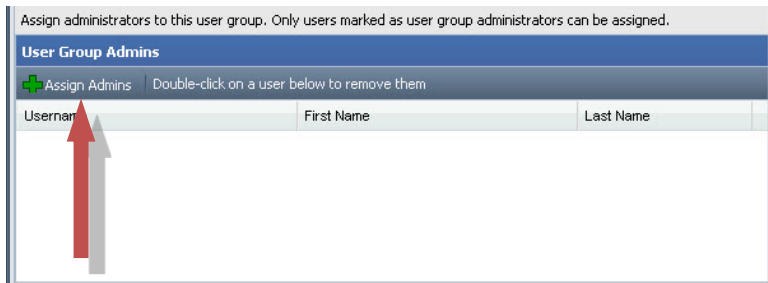 Assign administrators to this user group. Only users marked as user group administrators can be assigned.
User Group Admins
Assign Admins Double-click on a user below to remove them
Username First Name Last Name